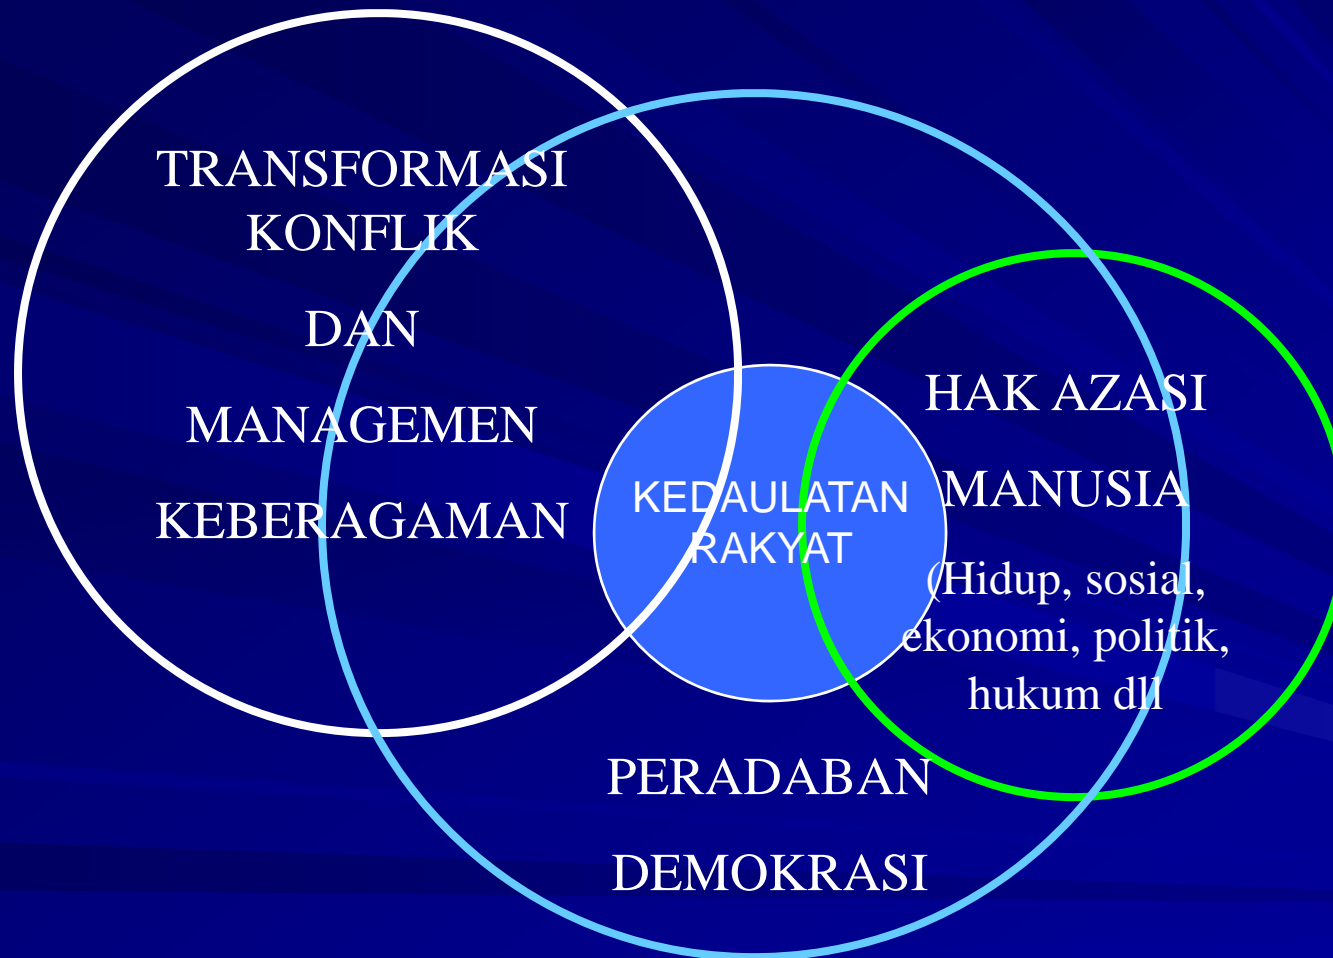 TRANSFORMASI
KONFLIK
DAN
MANAGEMEN
KEBERAGAMAN
KEDAULATAN
RAKYAT
HAK AZASI
MANUSIA
(Hidup, sosial,
ekonomi, politik,
hukum dll
PERADABAN
DEMOKRASI